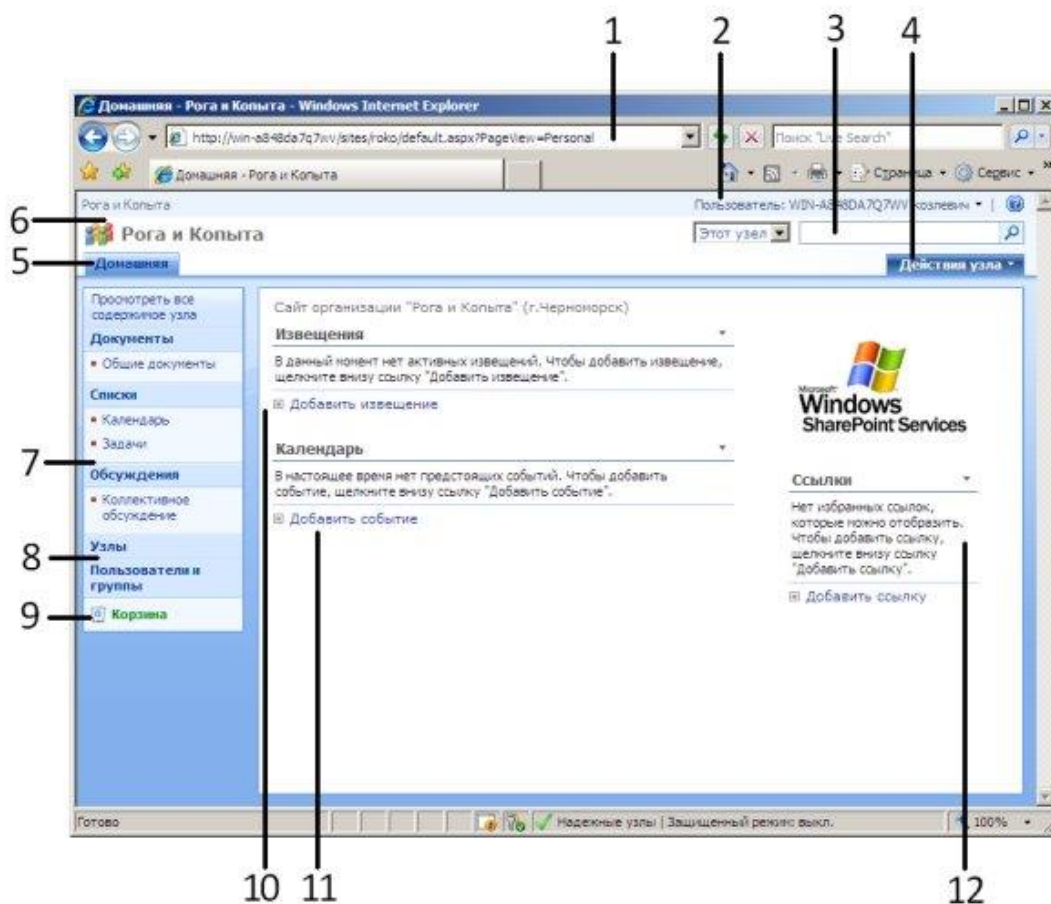 1
2
3
4
Домашняя - Рога и Копыта - Windows Internet Explorer
http://win-a848da7q7wv/sites/roko/default.aspx?PageView=Personal
Поиск "Live Search"
Домашняя - Рога и Копыта
Страница
Сервис
Рога и Копыта
Пользователь: WIN-A848DA7Q7WV\козлевич
6
Рога и Копыта
Этот узел
5
Домашняя
Действия узла
Просмотреть все
содержимое узла
Документы
Общие документы
Списки
Календарь
Задачи
7
Обсуждения
Коллективное
обсуждение
Узлы
8
Пользователи и
группы
9
Корзина
Сайт организации "Рога и Копыта" (г.Черноморск)
Извещения
В данный момент нет активных извещений. Чтобы добавить извещение,
щелкните внизу ссылку "Добавить извещение".
Добавить извещение
Календарь
В настоящее время нет предстоящих событий. Чтобы добавить
событие, щелкните внизу ссылку "Добавить событие".
Добавить событие
Microsoft
Windows
SharePoint Services
Ссылки
Нет избранных ссылок,
которые можно отобразить.
Чтобы добавить ссылку,
щелкните внизу ссылку
"Добавить ссылку".
Добавить ссылку
Готово
Надежные узлы | Защищенный режим: выкл.
100%
10
11
12